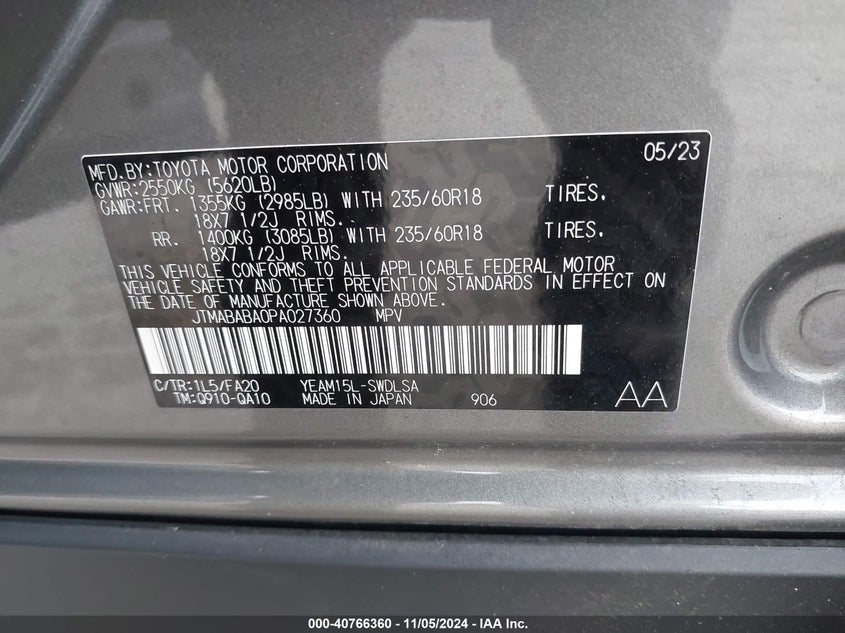 MFD.BY:TOYOTA MOTOR CORPORATION 05/23
GVWR:2550KG (5620LB)
GAWR:FRT. 1355KG (2985LB) WITH 235/60R18 TIRES.
18X7 1/2J RIMS.
RR. 1400KG (3085LB) WITH 235/60R18 TIRES.
18X7 1/2J RIMS.
THIS VEHICLE CONFORMS TO ALL APPLICABLE FEDERAL MOTOR
VEHICLE SAFETY AND THEFT PREVENTION STANDARDS IN EFFECT ON
THE DATE OF MANUFACTURE SHOWN ABOVE.
JTMABABA0PA027360 MPV
C/TR:1L5/FA20 YEAM15L-SWDLSA
TM:Q910-QA10 MADE IN JAPAN 906 AA
000-40766360 - 11/05/2024 - IAA Inc.